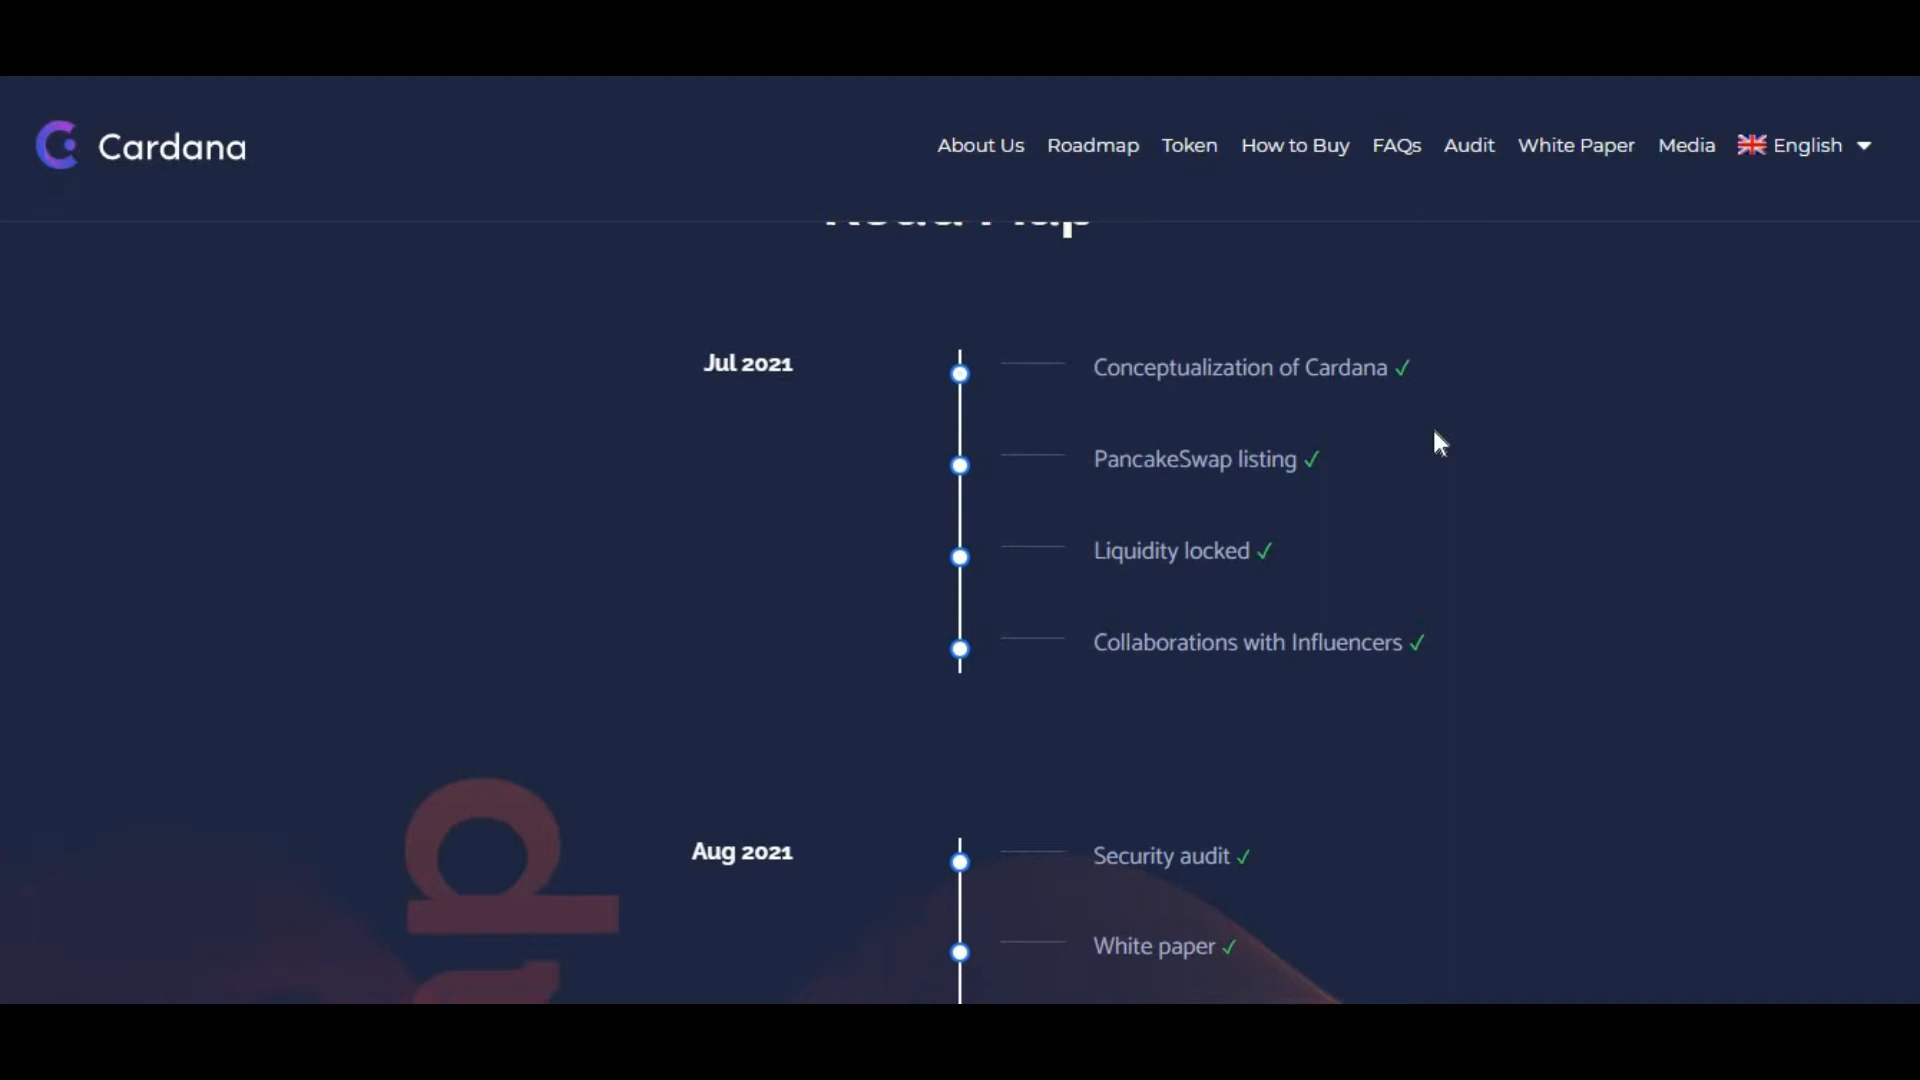 Cardana
About Us Roadmap Token How to Buy FAQs Audit White Paper Media English
Jul 2021
Conceptualization of Cardana ✓
PancakeSwap listing ✓
Liquidity locked ✓
Collaborations with Influencers ✓
Aug 2021
Security audit ✓
White paper ✓